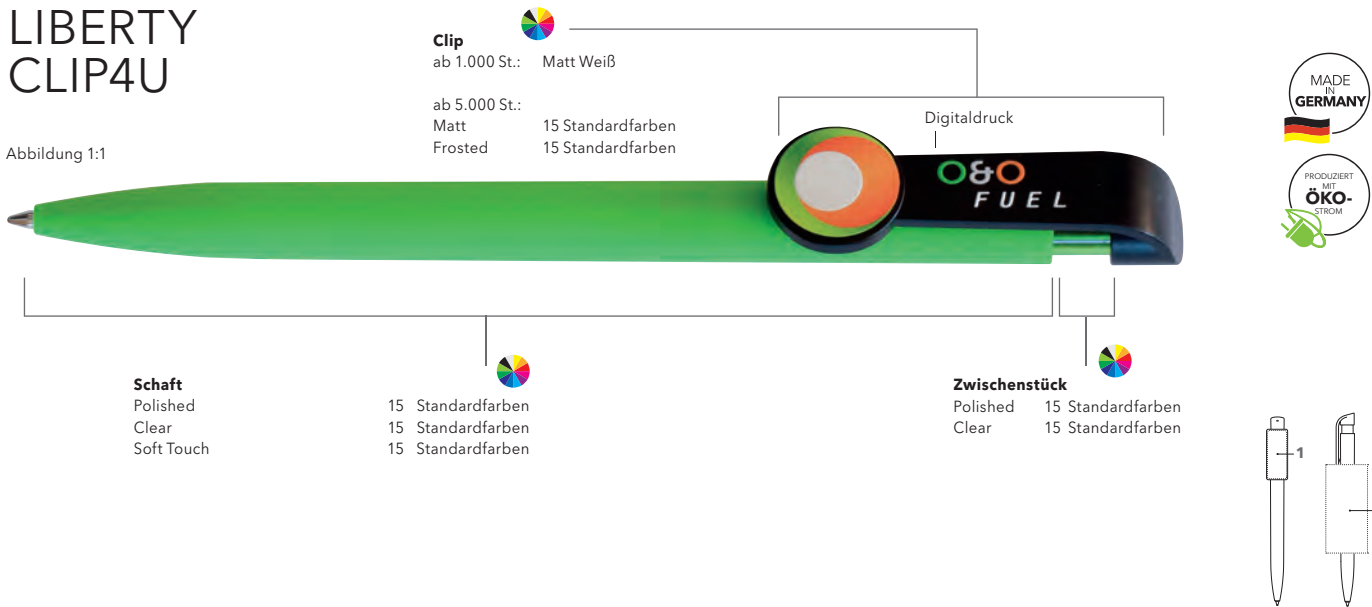 LIBERTY
CLIP4U
Abbildung 1:1
Clip
ab 1.000 St.: Matt Weiß
ab 5.000 St.:
Matt 15 Standardfarben
Frosted 15 Standardfarben
Digitaldruck
O&O
FUEL
MADE
IN
GERMANY
PRODUZIERT
MIT
ÖKO-
STROM
Schaft
Polished 15 Standardfarben
Clear 15 Standardfarben
Soft Touch 15 Standardfarben
Zwischenstück
Polished 15 Standardfarben
Clear 15 Standardfarben
1